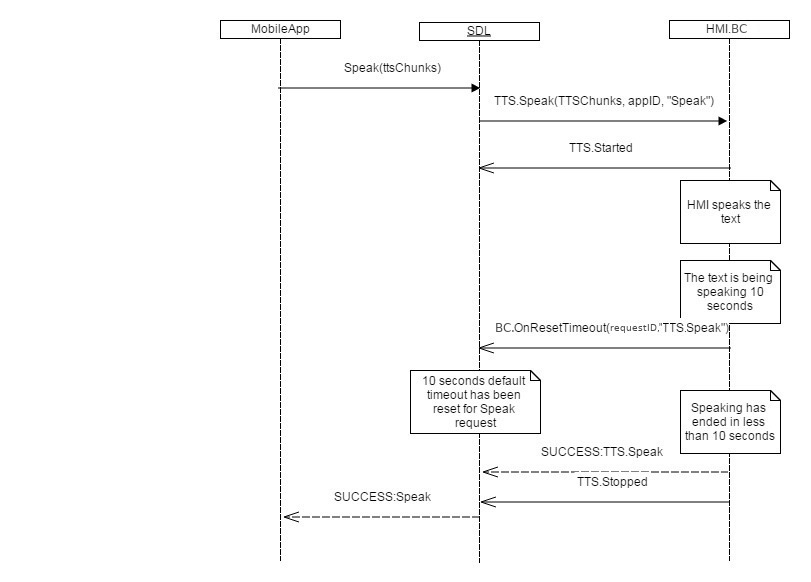 MobileApp
SDL
HMI.BC
Speak(ttsChunks)
TTS.Speak(TTSChunks, appID, "Speak")
TTS.Started
HMI speaks the
text
The text is being
speaking 10
seconds
BC.OnResetTimeout(requestID."TTS.Speak")
10 seconds default
timeout has been
reset for Speak
request
Speaking has
ended in less
than 10 seconds
SUCCESS:TTS.Speak
TTS.Stopped
SUCCESS:Speak